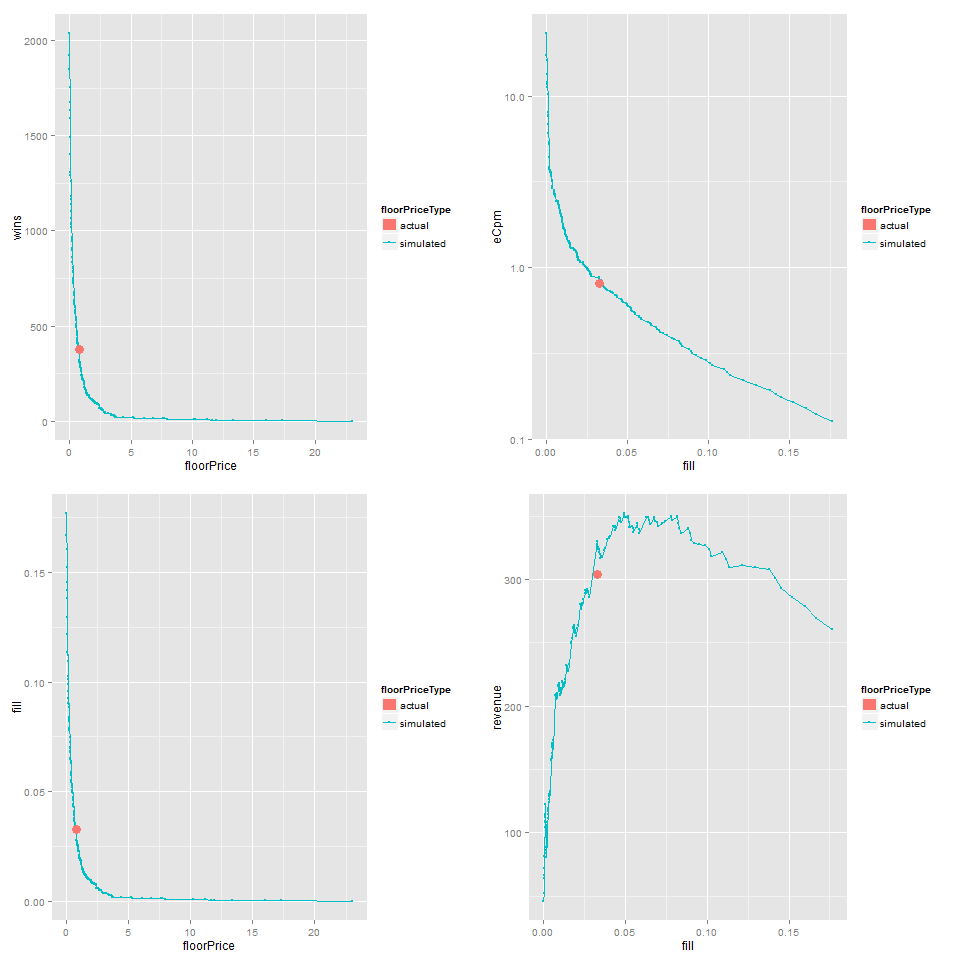 2000
1500
1000
500
0
wins
0
5
10
15
20
floorPrice
floorPriceType
actual
simulated
10.0
1.0
0.1
eCpm
0.00
0.05
0.10
0.15
fill
floorPriceType
actual
simulated
0.15
0.10
0.05
0.00
fill
0
5
10
15
20
floorPrice
floorPriceType
actual
simulated
300
200
100
revenue
0.00
0.05
0.10
0.15
fill
floorPriceType
actual
simulated